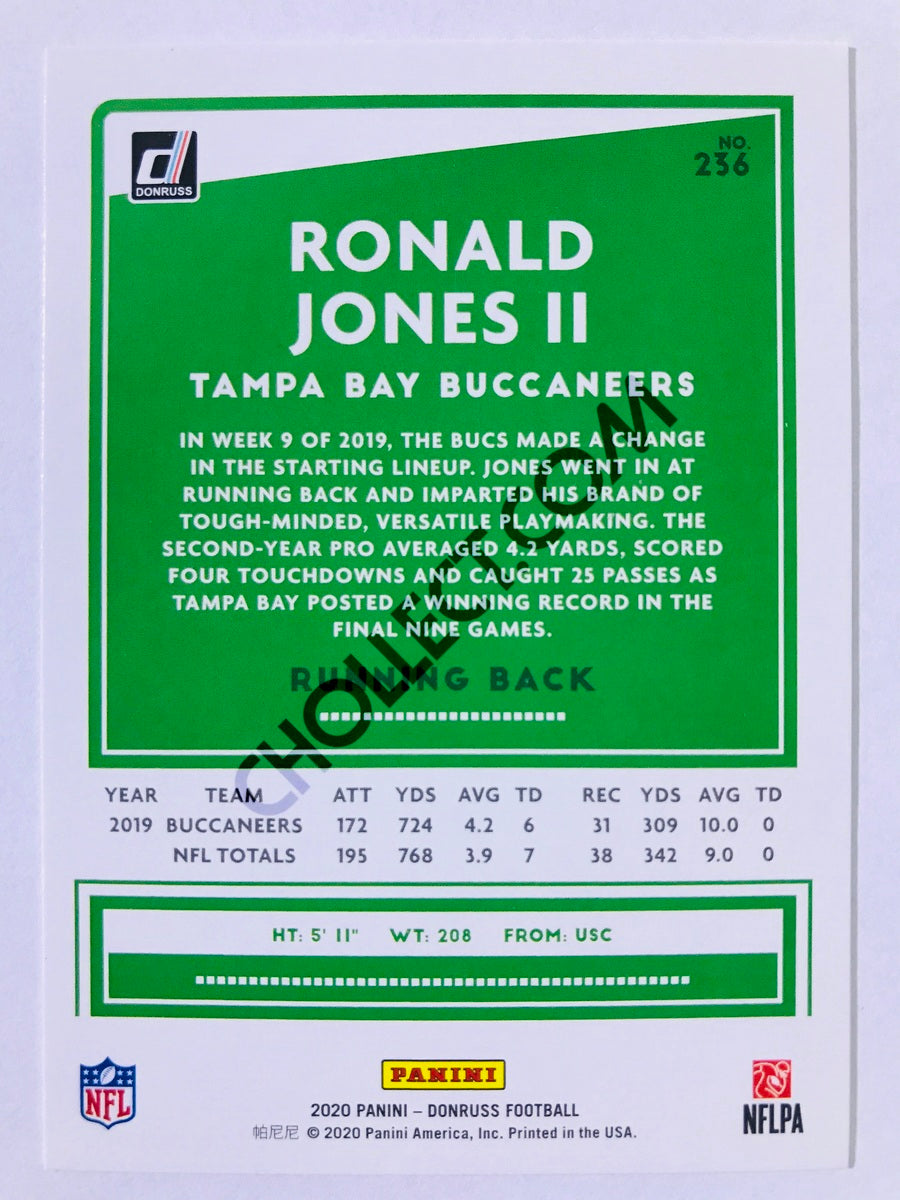 DONRUSS
NO.
236
RONALD
JONES II
TAMPA BAY BUCCANEERS
IN WEEK 9 OF 2019, THE BUCS MADE A CHANGE
IN THE STARTING LINEUP. JONES WENT IN AT
RUNNING BACK AND IMPARTED HIS BRAND OF
TOUGH-MINDED, VERSATILE PLAYMAKING. THE
SECOND-YEAR PRO AVERAGED 4.2 YARDS, SCORED
FOUR TOUCHDOWNS AND CAUGHT 25 PASSES AS
TAMPA BAY POSTED A WINNING RECORD IN THE
FINAL NINE GAMES.
RUNNING BACK
CHOLLECT.COM
YEAR TEAM ATT YDS AVG TD REC YDS AVG TD
2019 BUCCANEERS 172 724 4.2 6 31 309 10.0 0
NFL TOTALS 195 768 3.9 7 38 342 9.0 0
HT: 5' 11" WT: 208 FROM: USC
NFL
PANINI
NFLPA
2020 PANINI – DONRUSS FOOTBALL
帕尼尼 © 2020 Panini America, Inc. Printed in the USA.